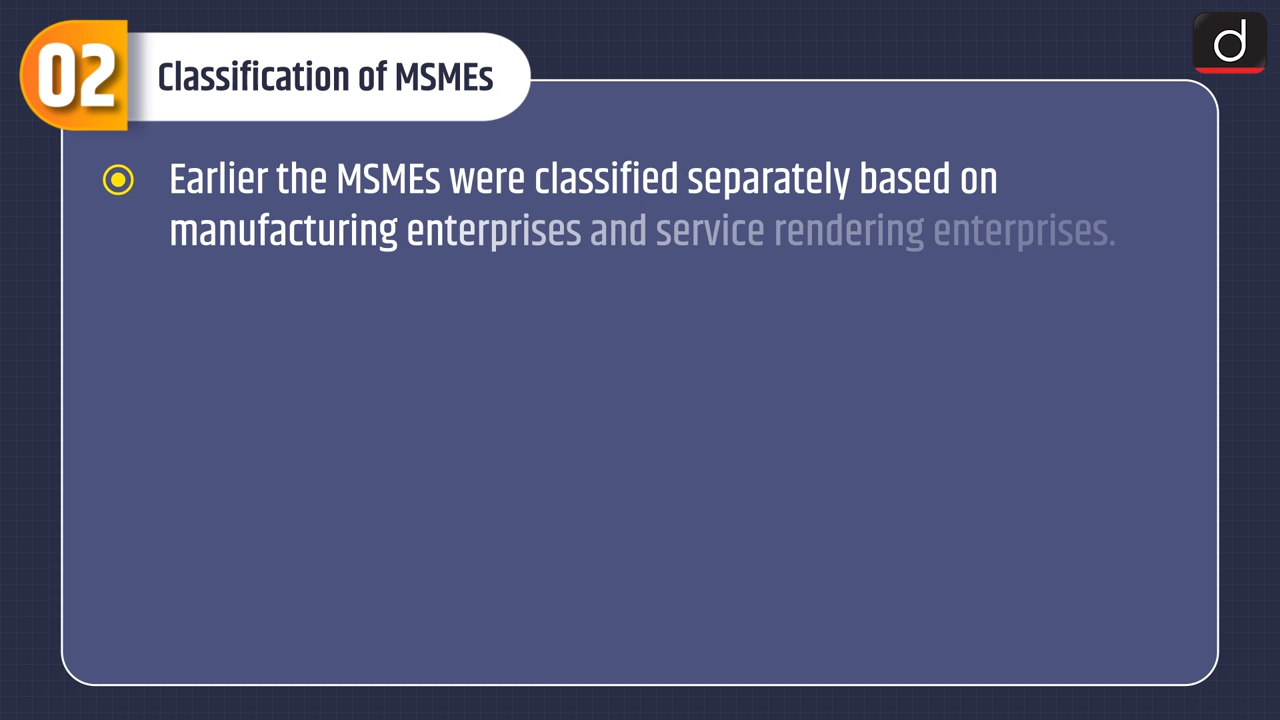 02
Classification of MSMEs
d
Earlier the MSMEs were classified separately based on
manufacturing enterprises and service rendering enterprises.